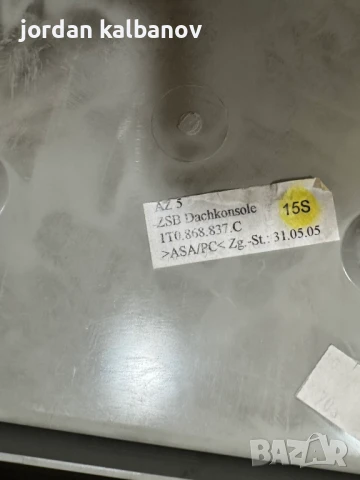 jordan kalbanov
AZ 5
ZSB Dachkonsole
15S
1T0.868.837.C
>ASA/PC< Zg.-St.: 31.05.05
BAZAR